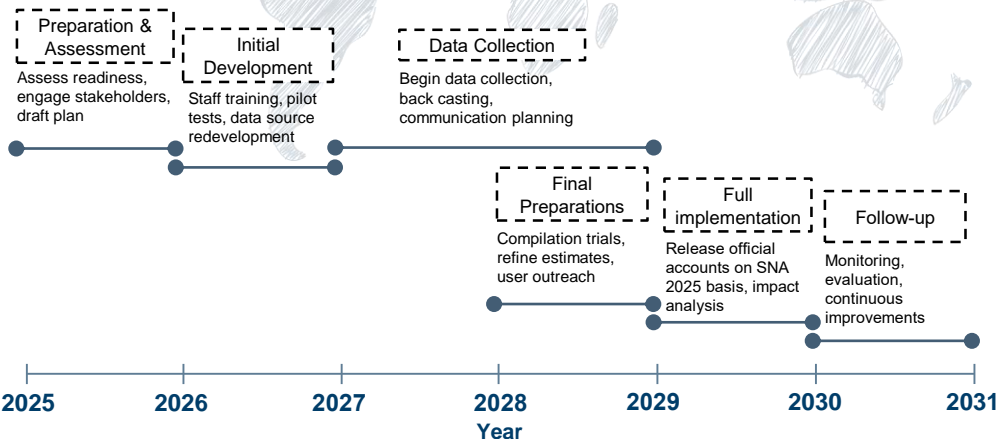 Preparation &
Assessment
Assess readiness,
engage stakeholders,
draft plan
Initial
Development
Staff training, pilot
tests, data source
redevelopment
Data Collection
Begin data collection,
back casting,
communication planning
Final
Preparations
Compilation trials,
refine estimates,
user outreach
Full
implementation
Release official
accounts on SNA
2025 basis, impact
analysis
Follow-up
Monitoring,
evaluation,
continuous
improvements
2025
2026
2027
2028
2029
2030
2031
Year